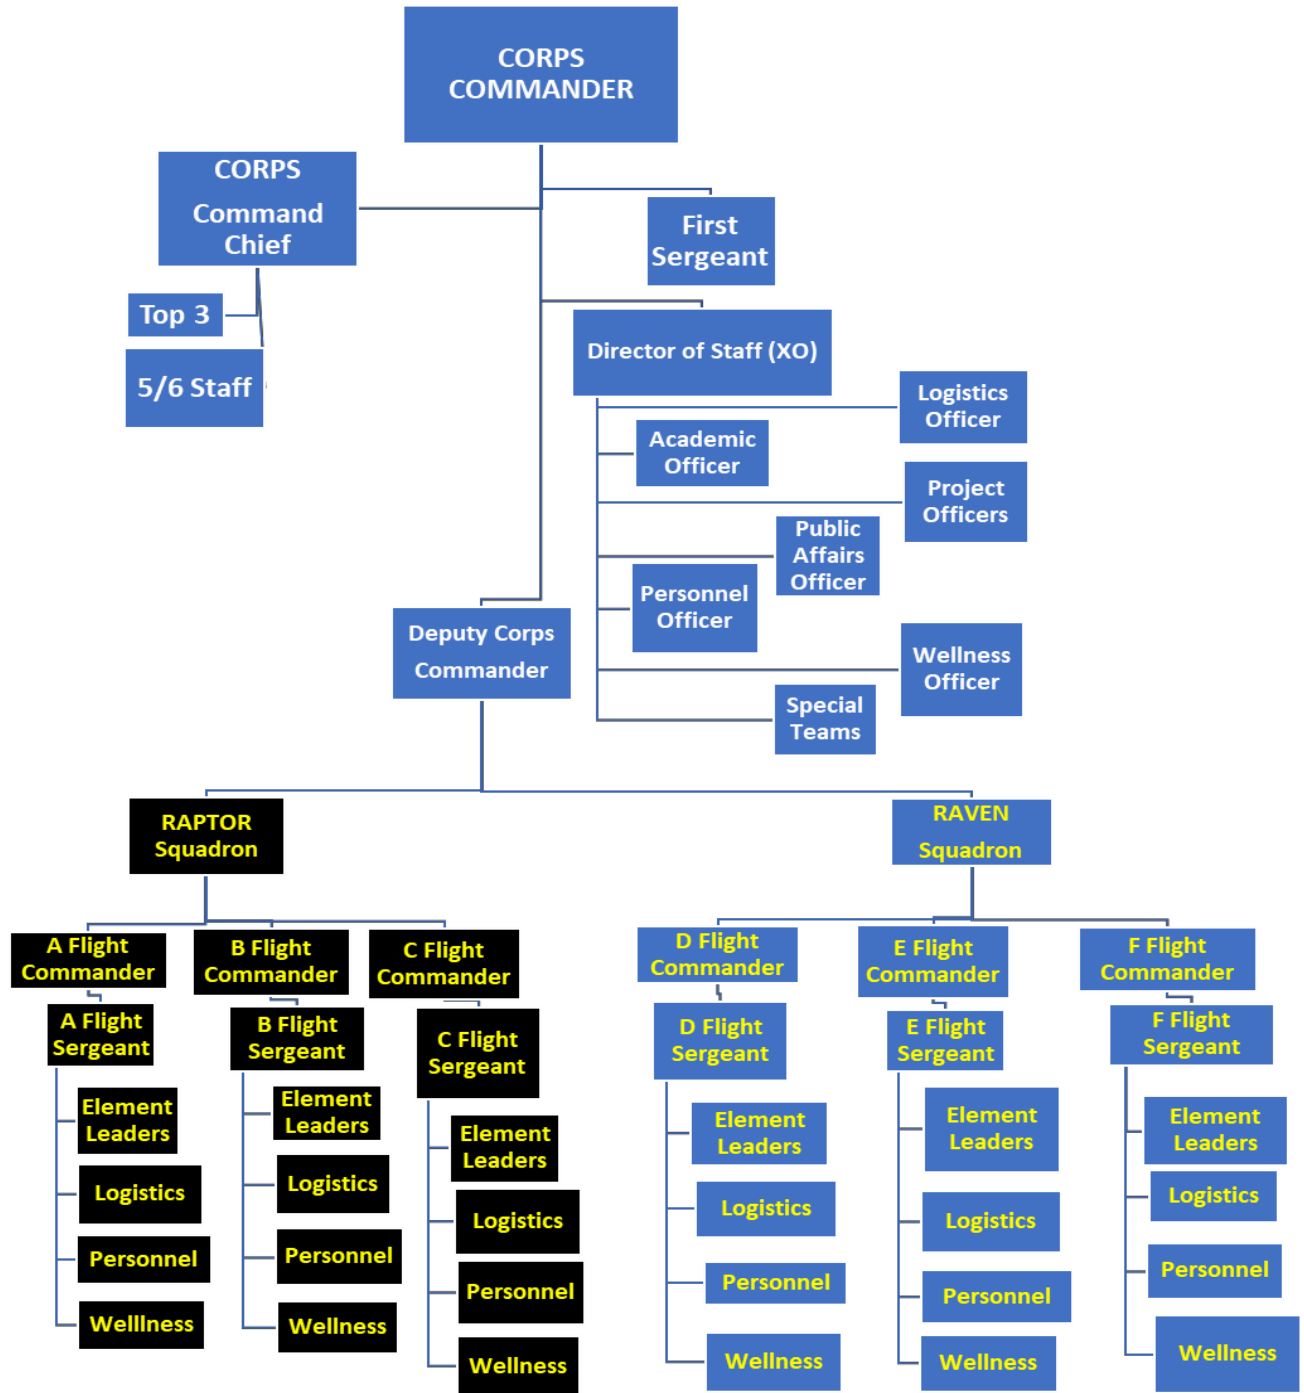 CORPS
COMMANDER
CORPS
Command
Chief
First
Sergeant
Top 3
5/6 Staff
Director of Staff (XO)
Logistics
Officer
Academic
Officer
Project
Officers
Public
Affairs
Officer
Personnel
Officer
Deputy Corps
Commander
Wellness
Officer
Special
Teams
RAPTOR
Squadron
RAVEN
Squadron
A Flight
Commander
B Flight
Commander
C Flight
Commander
D Flight
Commander
E Flight
Commander
F Flight
Commander
A Flight
Sergeant
B Flight
Sergeant
C Flight
Sergeant
D Flight
Sergeant
E Flight
Sergeant
F Flight
Sergeant
Element
Leaders
Logistics
Personnel
Welllness
Element
Leaders
Logistics
Personnel
Wellness
Element
Leaders
Logistics
Personnel
Wellness
Element
Leaders
Logistics
Personnel
Wellness
Element
Leaders
Logistics
Personnel
Wellness
Element
Leaders
Logistics
Personnel
Wellness